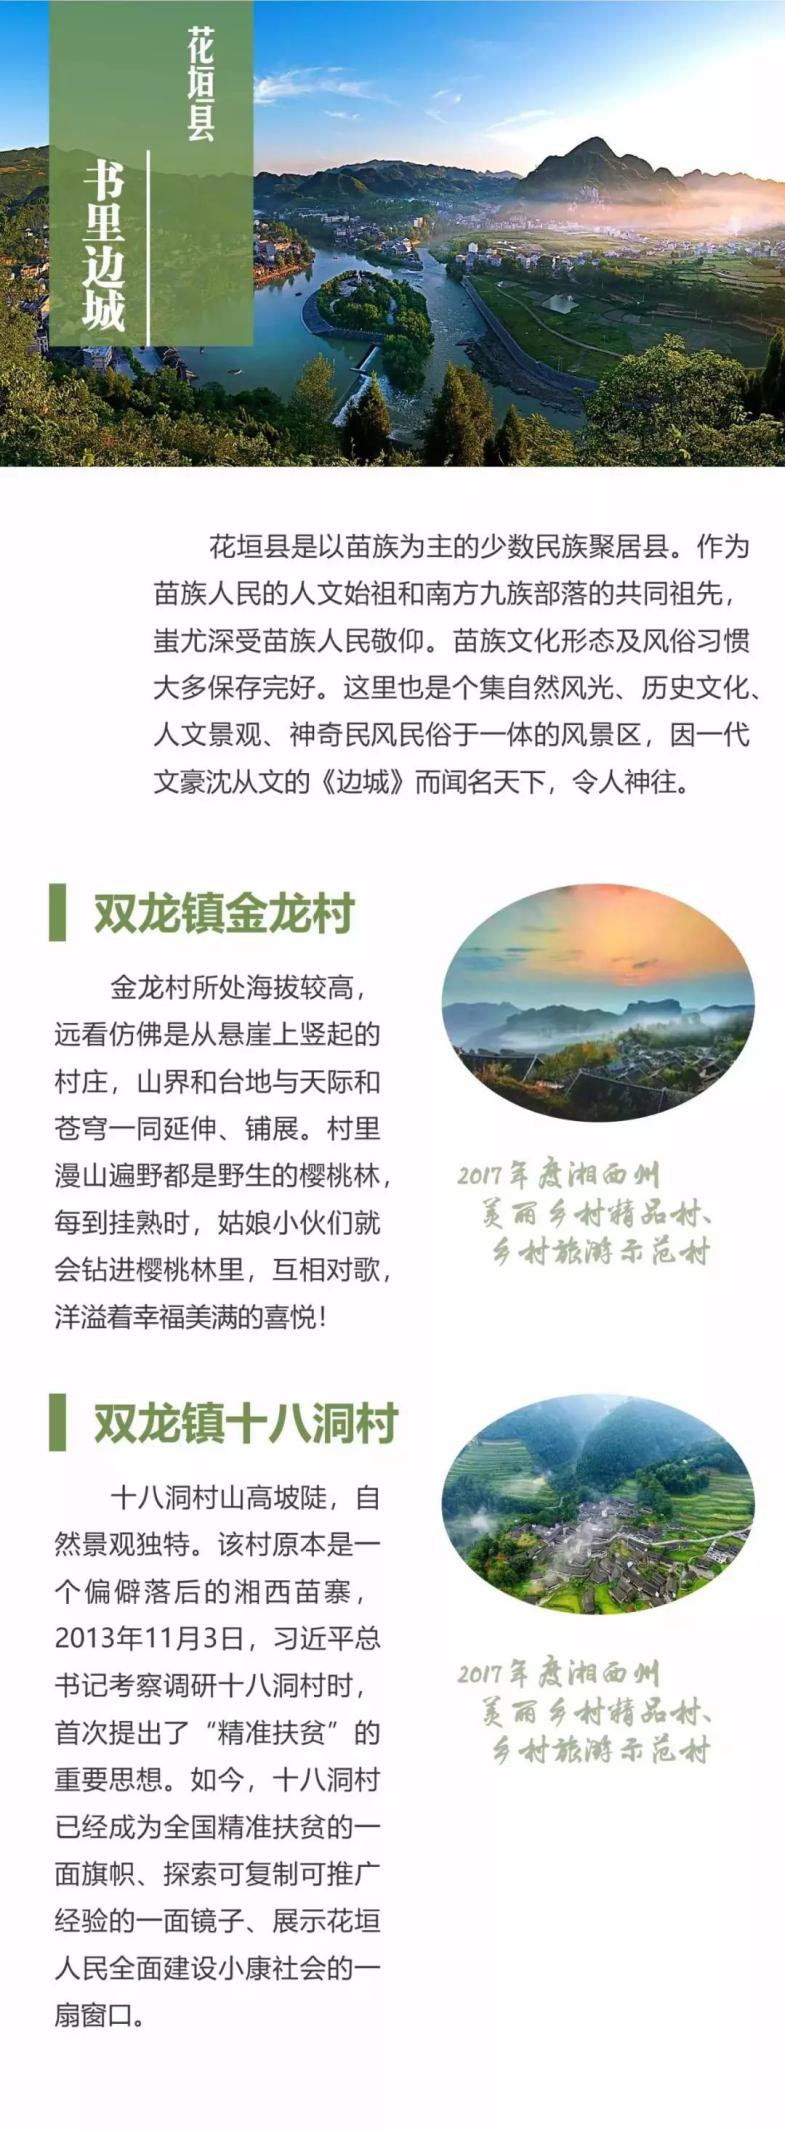 花垣县
书里边城
花垣县是以苗族为主的少数民族聚居县。作为
苗族人民的人文始祖和南方九族部落的共同祖先，
蚩尤深受苗族人民敬仰。苗族文化形态及风俗习惯
大多保存完好。这里也是个集自然风光、历史文化、
人文景观、神奇民风民俗于一体的风景区，因一代
文豪沈从文的《边城》而闻名天下，令人神往。
双龙镇金龙村
金龙村所处海拔较高，
远看仿佛是从悬崖上竖起的
村庄，山界和台地与天际和
苍穹一同延伸、铺展。村里
漫山遍野都是野生的樱桃林，
每到挂熟时，姑娘小伙们就
会钻进樱桃林里，互相对歌，
洋溢着幸福美满的喜悦！
2017年度湘西州
美丽乡村精品村、
乡村旅游示范村
双龙镇十八洞村
十八洞村山高坡陡，自
然景观独特。该村原本是一
个偏僻落后的湘西苗寨，
2013年11月3日，习近平总
书记考察调研十八洞村时，
首次提出了“精准扶贫”的
重要思想。如今，十八洞村
已经成为全国精准扶贫的一
面旗帜、探索可复制可推广
经验的一面镜子、展示花垣
人民全面建设小康社会的一
扇窗口。
2017年度湘西州
美丽乡村精品村、
乡村旅游示范村